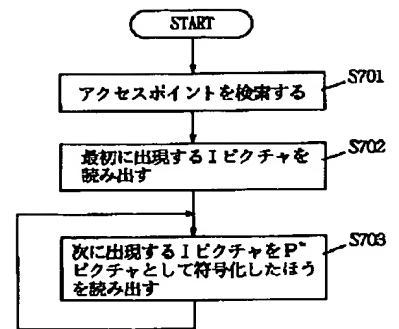 START
アクセスポイントを検索する
S701
最初に出現するIピクチャを
読み出す
S702
次に出現するIピクチャをP*
ピクチャとして符号化したほう
を読み出す
S703